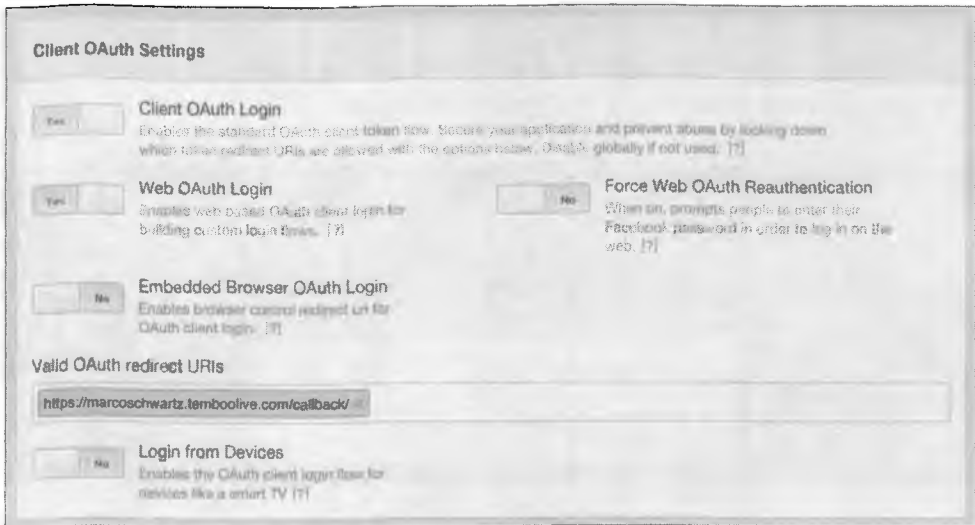 Client OAuth Settings
Yes
Client OAuth Login
Enables the standard OAuth client token flow. Secure your application and prevent abuse by locking down
which token redirect URIs are allowed with the options below. Disable globally if not used. [?]
Yes
Web OAuth Login
Enables web based OAuth client login for
building custom login flows. [?]
No
Force Web OAuth Reauthentication
When on, prompts people to enter their
Facebook password in order to log in on the
web. [?]
No
Embedded Browser OAuth Login
Enables browser control redirect uri for
OAuth client login. [?]
Valid OAuth redirect URIs
https://marcoschwartz.temboolive.com/callback/ ×
No
Login from Devices
Enables the OAuth client login flow for
devices like a smart TV [?]